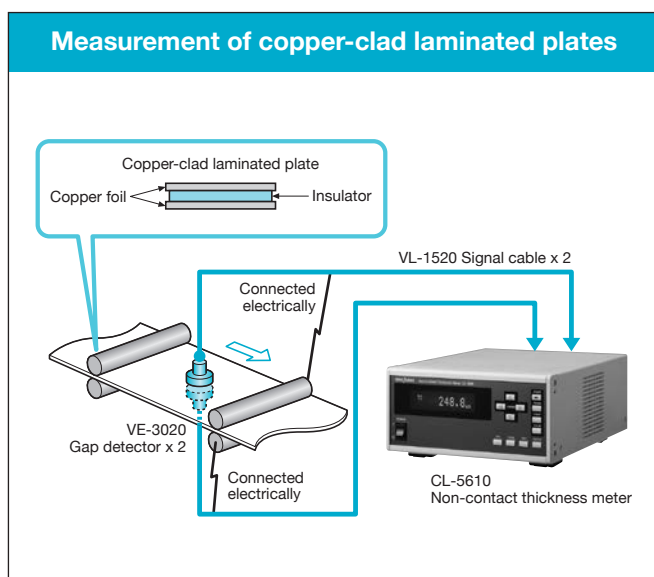 Measurement of copper-clad laminated plates
Copper-clad laminated plate
Copper foil
Insulator
VL-1520 Signal cable x 2
Connected
electrically
VE-3020
Gap detector x 2
Connected
electrically
248.6
CL-5610
Non-contact thickness meter